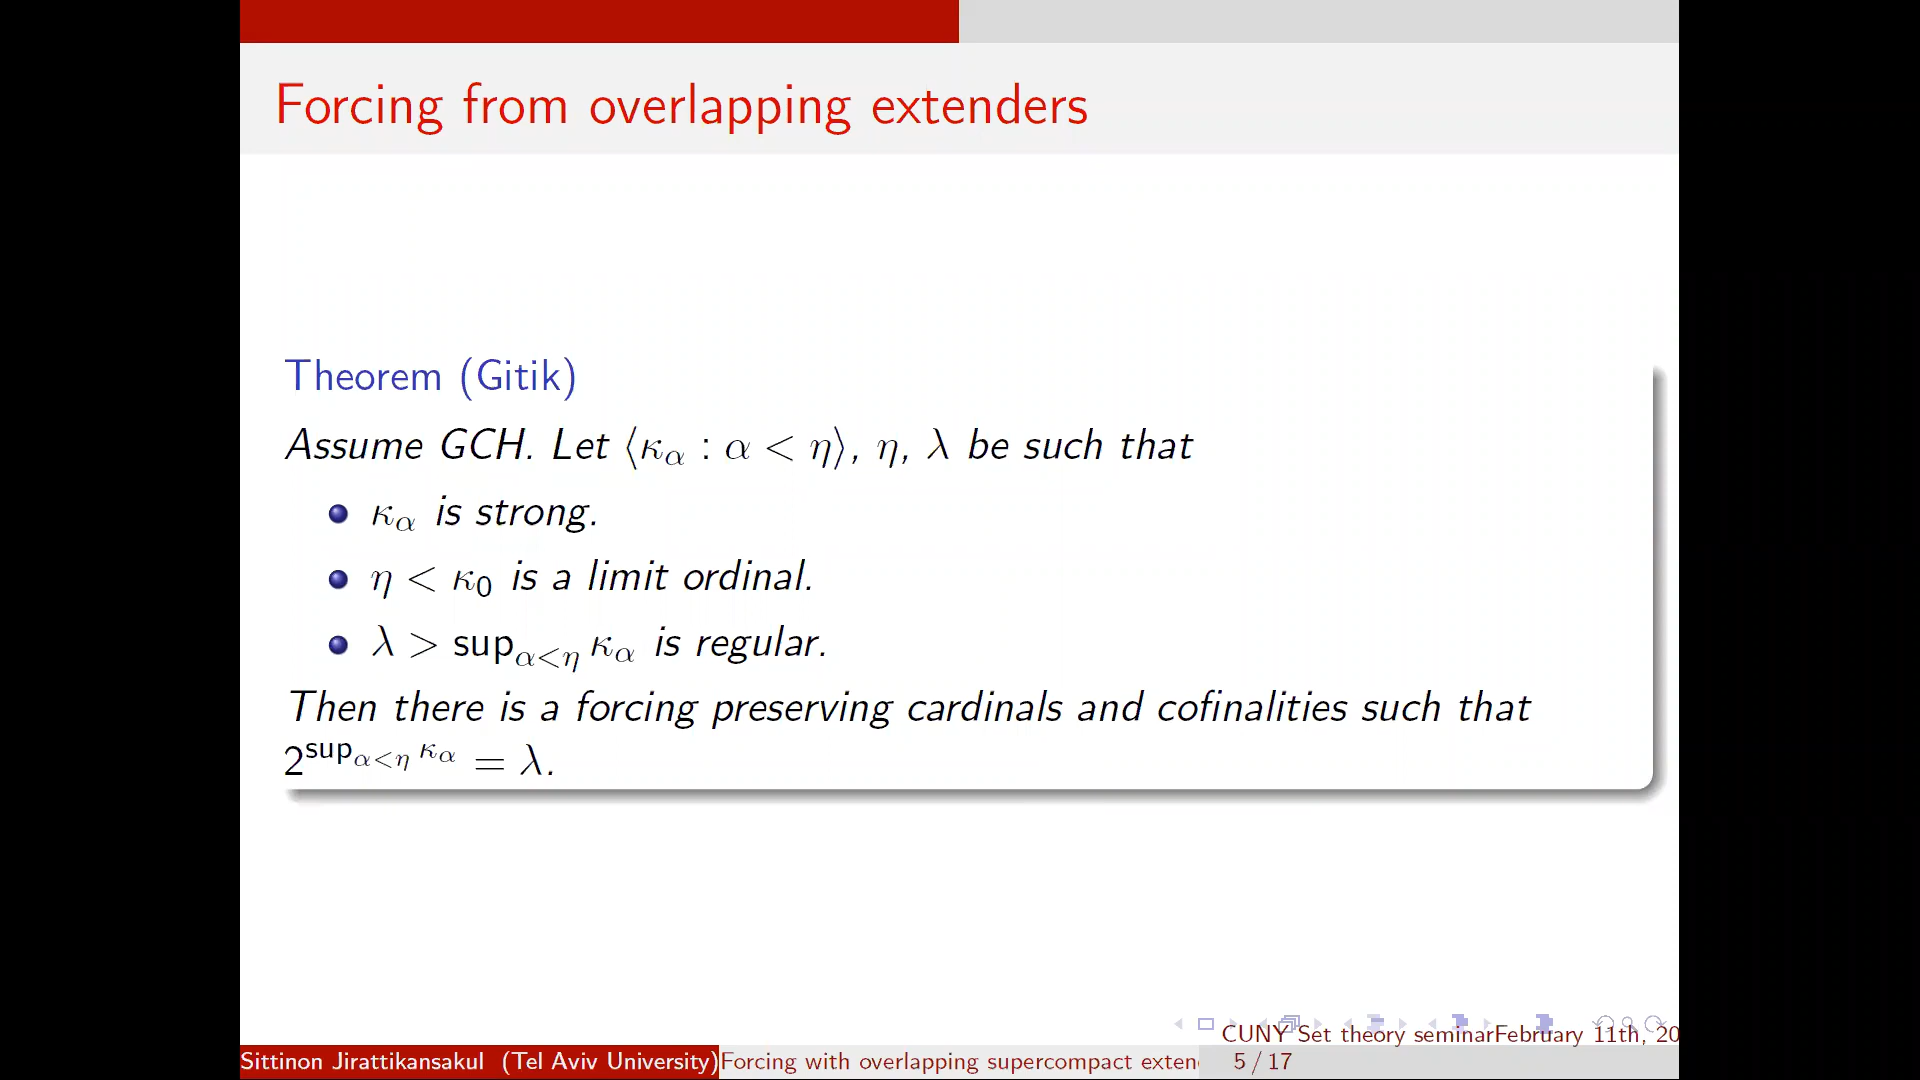 Forcing from overlapping extenders
Theorem (Gitik)
Assume GCH. Let ⟨κ_α : α < η⟩, η, λ be such that
κ_α is strong.
η < κ_0 is a limit ordinal.
λ > sup_{α<η} κ_α is regular.
Then there is a forcing preserving cardinals and cofinalities such that
2^{sup_{α<η} κ_α} = λ.
CUNY Set theory seminarFebruary 11th, 20
Sittinon Jirattikansakul (Tel Aviv University) Forcing with overlapping supercompact exten 5 / 17